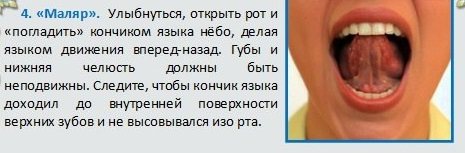 4. «Маляр». Улыбнуться, открыть рот и
«погладить» кончиком языка нёбо, делая
языком движения вперед-назад. Губы и
нижняя челюсть должны быть
неподвижны. Следите, чтобы кончик языка
доходил до внутренней поверхности
верхних зубов и не высовывался изо рта.